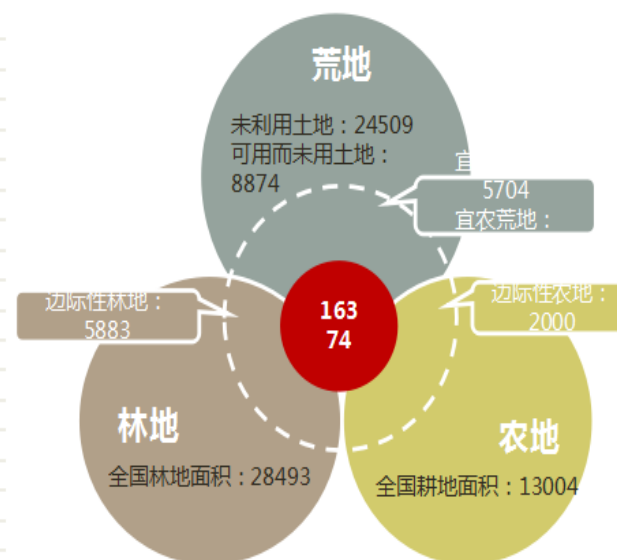 荒地
未利用土地：24509
可用而未用土地：
8874
宜
5704
宜农荒地：
边际性林地：
5883
163
74
边际性农地：
2000
林地
全国林地面积：28493
农地
全国耕地面积：13004